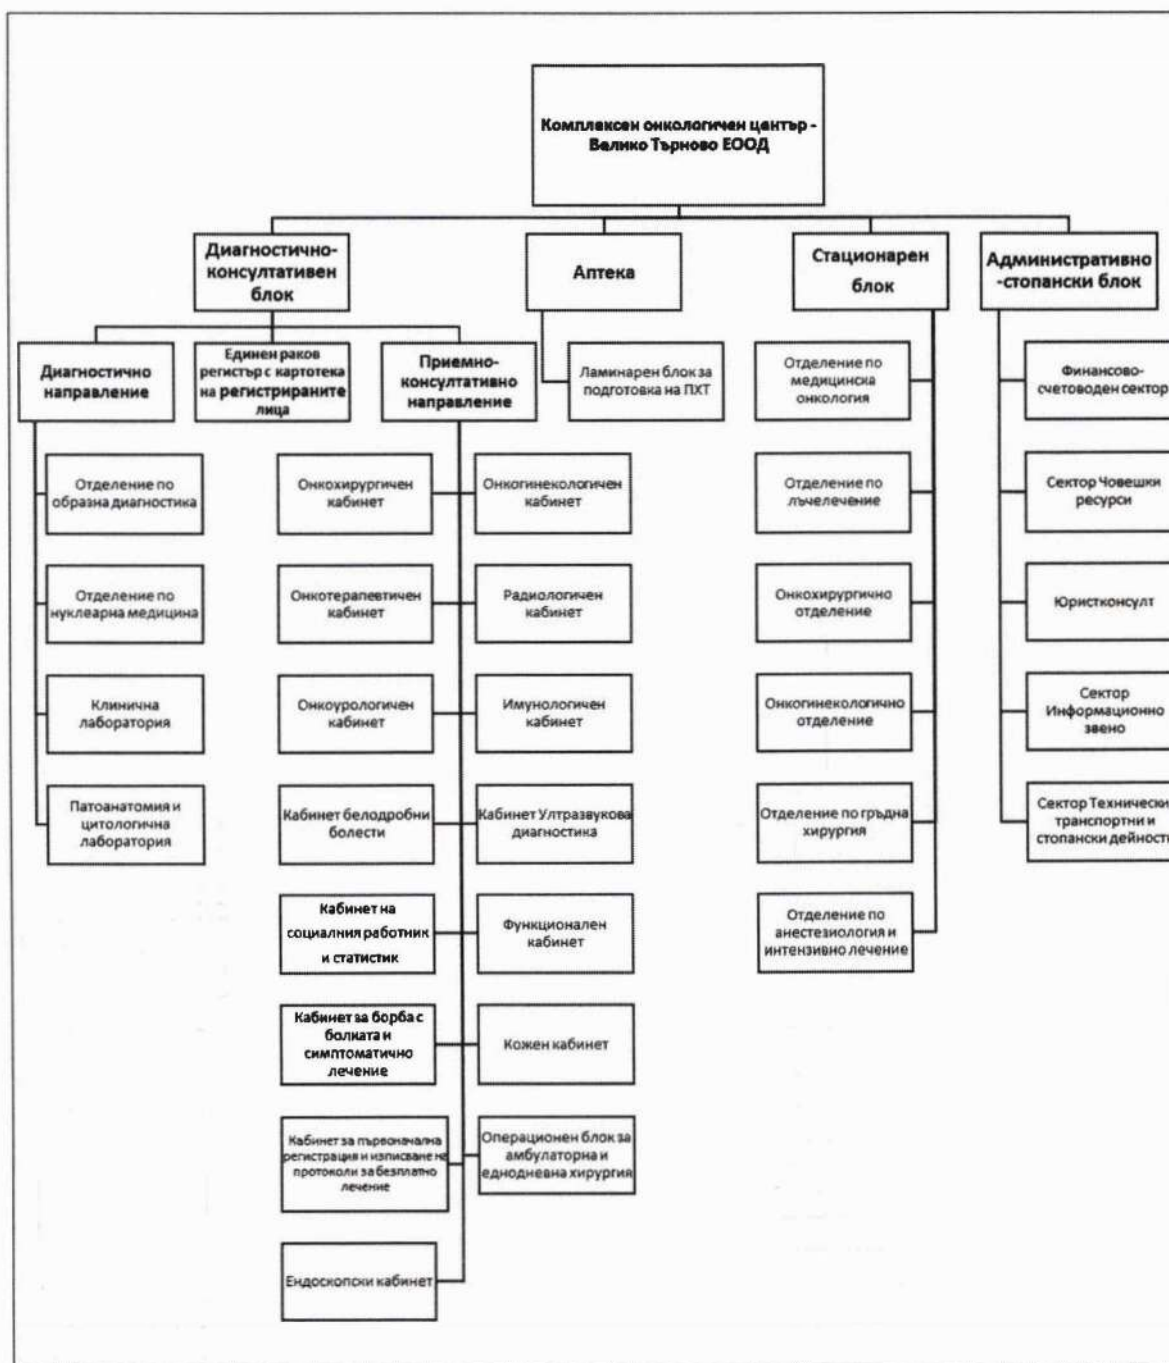 Комплексен онкологичен център -
Велико Търново ЕООД
Диагностично-
консултативен
блок
Аптека
Стационарен
блок
Административно
-стопански блок
Диагностично
направление
Единен раков
регистър с картотека
на регистрираните
лица
Приемно-
консултативно
направление
Ламинарен блок за
подготовка на ПХТ
Отделение по
медицинска
онкология
Финансово-
счетоводен сектор
Отделение по
образна диагностика
Онкохирургичен
кабинет
Онкогинекологичен
кабинет
Отделение по
лъчелечение
Сектор Човешки
ресурси
Отделение по
нуклеарна медицина
Онкотерапевтичен
кабинет
Радиологичен
кабинет
Онкохирургично
отделение
Юристконсулт
Клинична
лаборатория
Онкоурологичен
кабинет
Имунологичен
кабинет
Онкогинекологично
отделение
Сектор
Информационно
звено
Патоанатомия и
цитологична
лаборатория
Кабинет белодробни
болести
Кабинет Ултразвукова
диагностика
Отделение по гръдна
хирургия
Сектор Технически
транспортни и
стопански дейност
Кабинет на
социалния работник
и статистик
Функционален
кабинет
Отделение по
анестезиология и
интензивно лечение
Кабинет за борба с
болката и
симптоматично
лечение
Кожен кабинет
Кабинет за първоначална
регистрация и изписване на
протоколи за безплатно
лечение
Операционен блок за
амбулаторна и
еднодневна хирургия
Ендоскопски кабинет